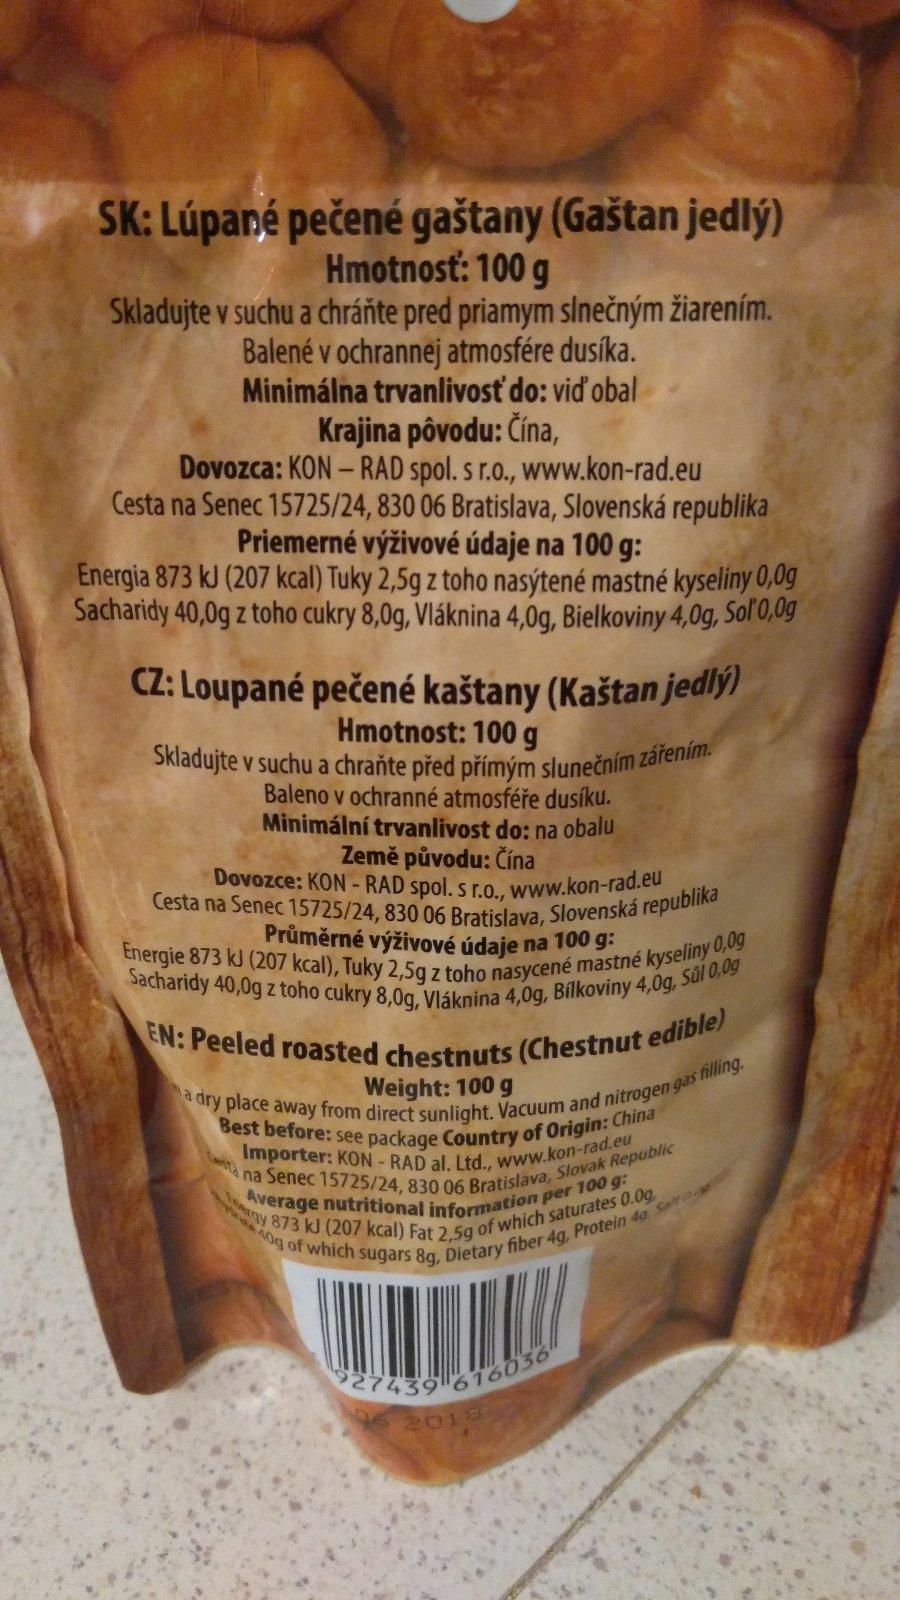 SK: Lúpané pečené gaštany (Gaštan jedlý)
Hmotnosť: 100 g
Skladujte v suchu a chráňte pred priamym slnečným žiarením.
Balené v ochrannej atmosfére dusíka.
Minimálna trvanlivosť do: viď obal
Krajina pôvodu: Čína,
Dovozca: KON – RAD spol. s r.o., www.kon-rad.eu
Cesta na Senec 15725/24, 830 06 Bratislava, Slovenská republika
Priemerné výživové údaje na 100 g:
Energia 873 kJ (207 kcal) Tuky 2,5g z toho nasýtené mastné kyseliny 0,0g
Sacharidy 40,0g z toho cukry 8,0g, Vláknina 4,0g, Bielkoviny 4,0g, Soľ 0,0g
CZ: Loupané pečené kaštany (Kaštan jedlý)
Hmotnost: 100 g
Skladujte v suchu a chraňte před přímým slunečním zářením.
Baleno v ochranné atmosféře dusíku.
Minimální trvanlivost do: na obalu
Země původu: Čína
Dovozce: KON - RAD spol. s r.o., www.kon-rad.eu
Cesta na Senec 15725/24, 830 06 Bratislava, Slovenská republika
Průměrné výživové údaje na 100 g:
Energie 873 kJ (207 kcal), Tuky 2,5g z toho nasycené mastné kyseliny 0,0g
Sacharidy 40,0g z toho cukry 8,0g, Vláknina 4,0g, Bílkoviny 4,0g, Sůl 0,0g
EN: Peeled roasted chestnuts (Chestnut edible)
Weight: 100 g
a dry place away from direct sunlight. Vacuum and nitrogen gas filling.
Best before: see package Country of Origin: China
Importer: KON - RAD al. Ltd., www.kon-rad.eu
Cesta na Senec 15725/24, 830 06 Bratislava, Slovak Republic
Average nutritional information per 100 g:
Energy 873 kJ (207 kcal) Fat 2,5g of which saturates 0.0g,
40g of which sugars 8g, Dietary fiber 4g, Protein 4g,
927439 616036
06 2018